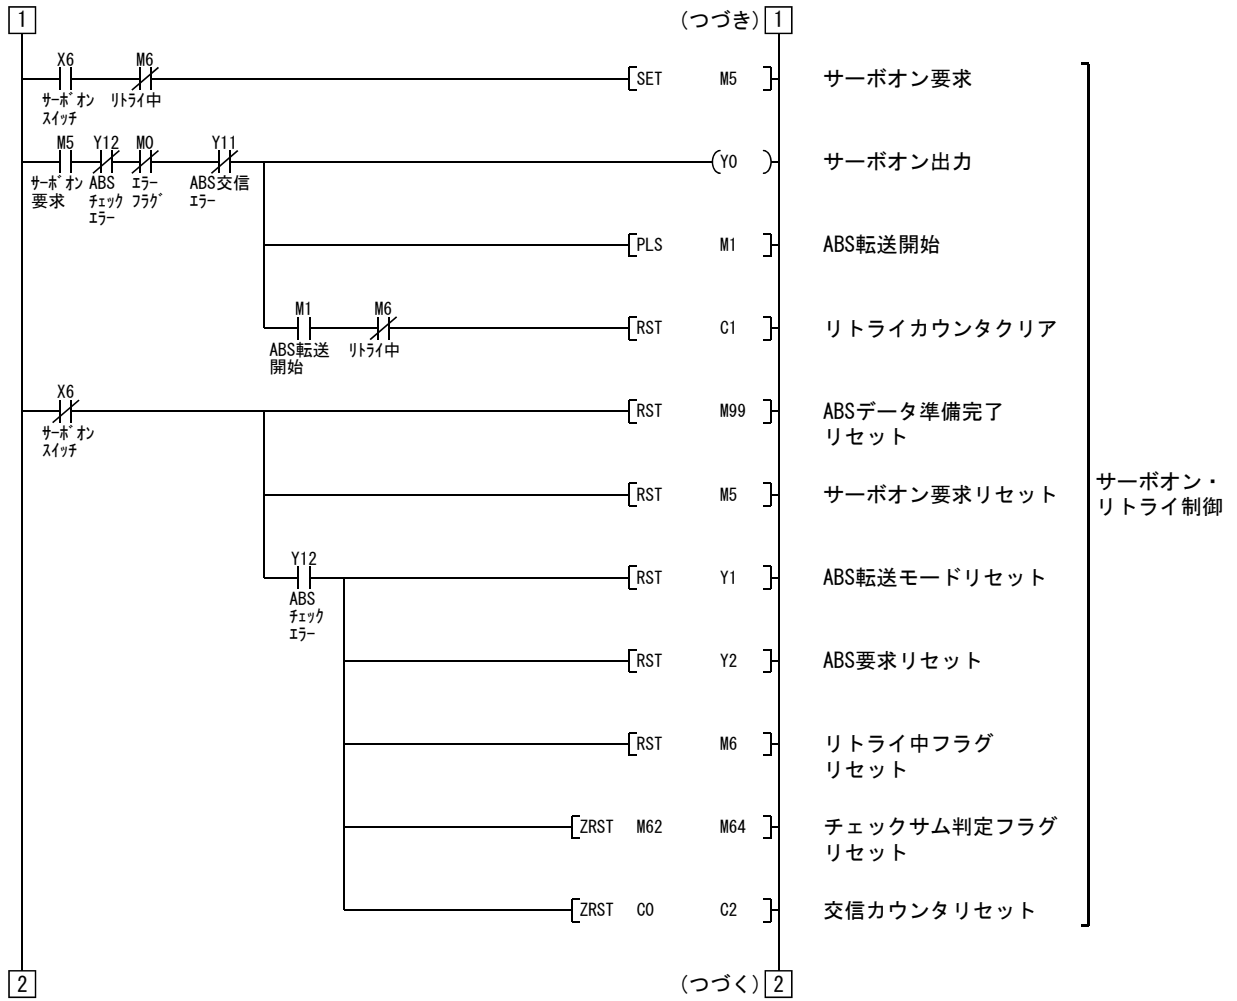 1 (つづき) 1
X6 M6
SET M5 サーボオン要求
ｻｰﾎﾞｵﾝ ﾘﾄﾗｲ中
ｽｲｯﾁ
M5 Y12 M0 Y11
Y0 サーボオン出力
ｻｰﾎﾞｵﾝ ABS ｴﾗｰ ABS交信
要求 ﾁｪｯｸ ﾌﾗｸﾞ ｴﾗｰ
ｴﾗｰ
PLS M1 ABS転送開始
M1 M6
RST C1 リトライカウンタクリア
ABS転送 ﾘﾄﾗｲ中
開始
X6
RST M99 ABSデータ準備完了
リセット
ｻｰﾎﾞｵﾝ
ｽｲｯﾁ
サーボオン・
リトライ制御
RST M5 サーボオン要求リセット
Y12
RST Y1 ABS転送モードリセット
ABS
ﾁｪｯｸ
ｴﾗｰ
RST Y2 ABS要求リセット
RST M6 リトライ中フラグ
リセット
ZRST M62 M64 チェックサム判定フラグ
リセット
ZRST C0 C2 交信カウンタリセット
2 (つづく) 2